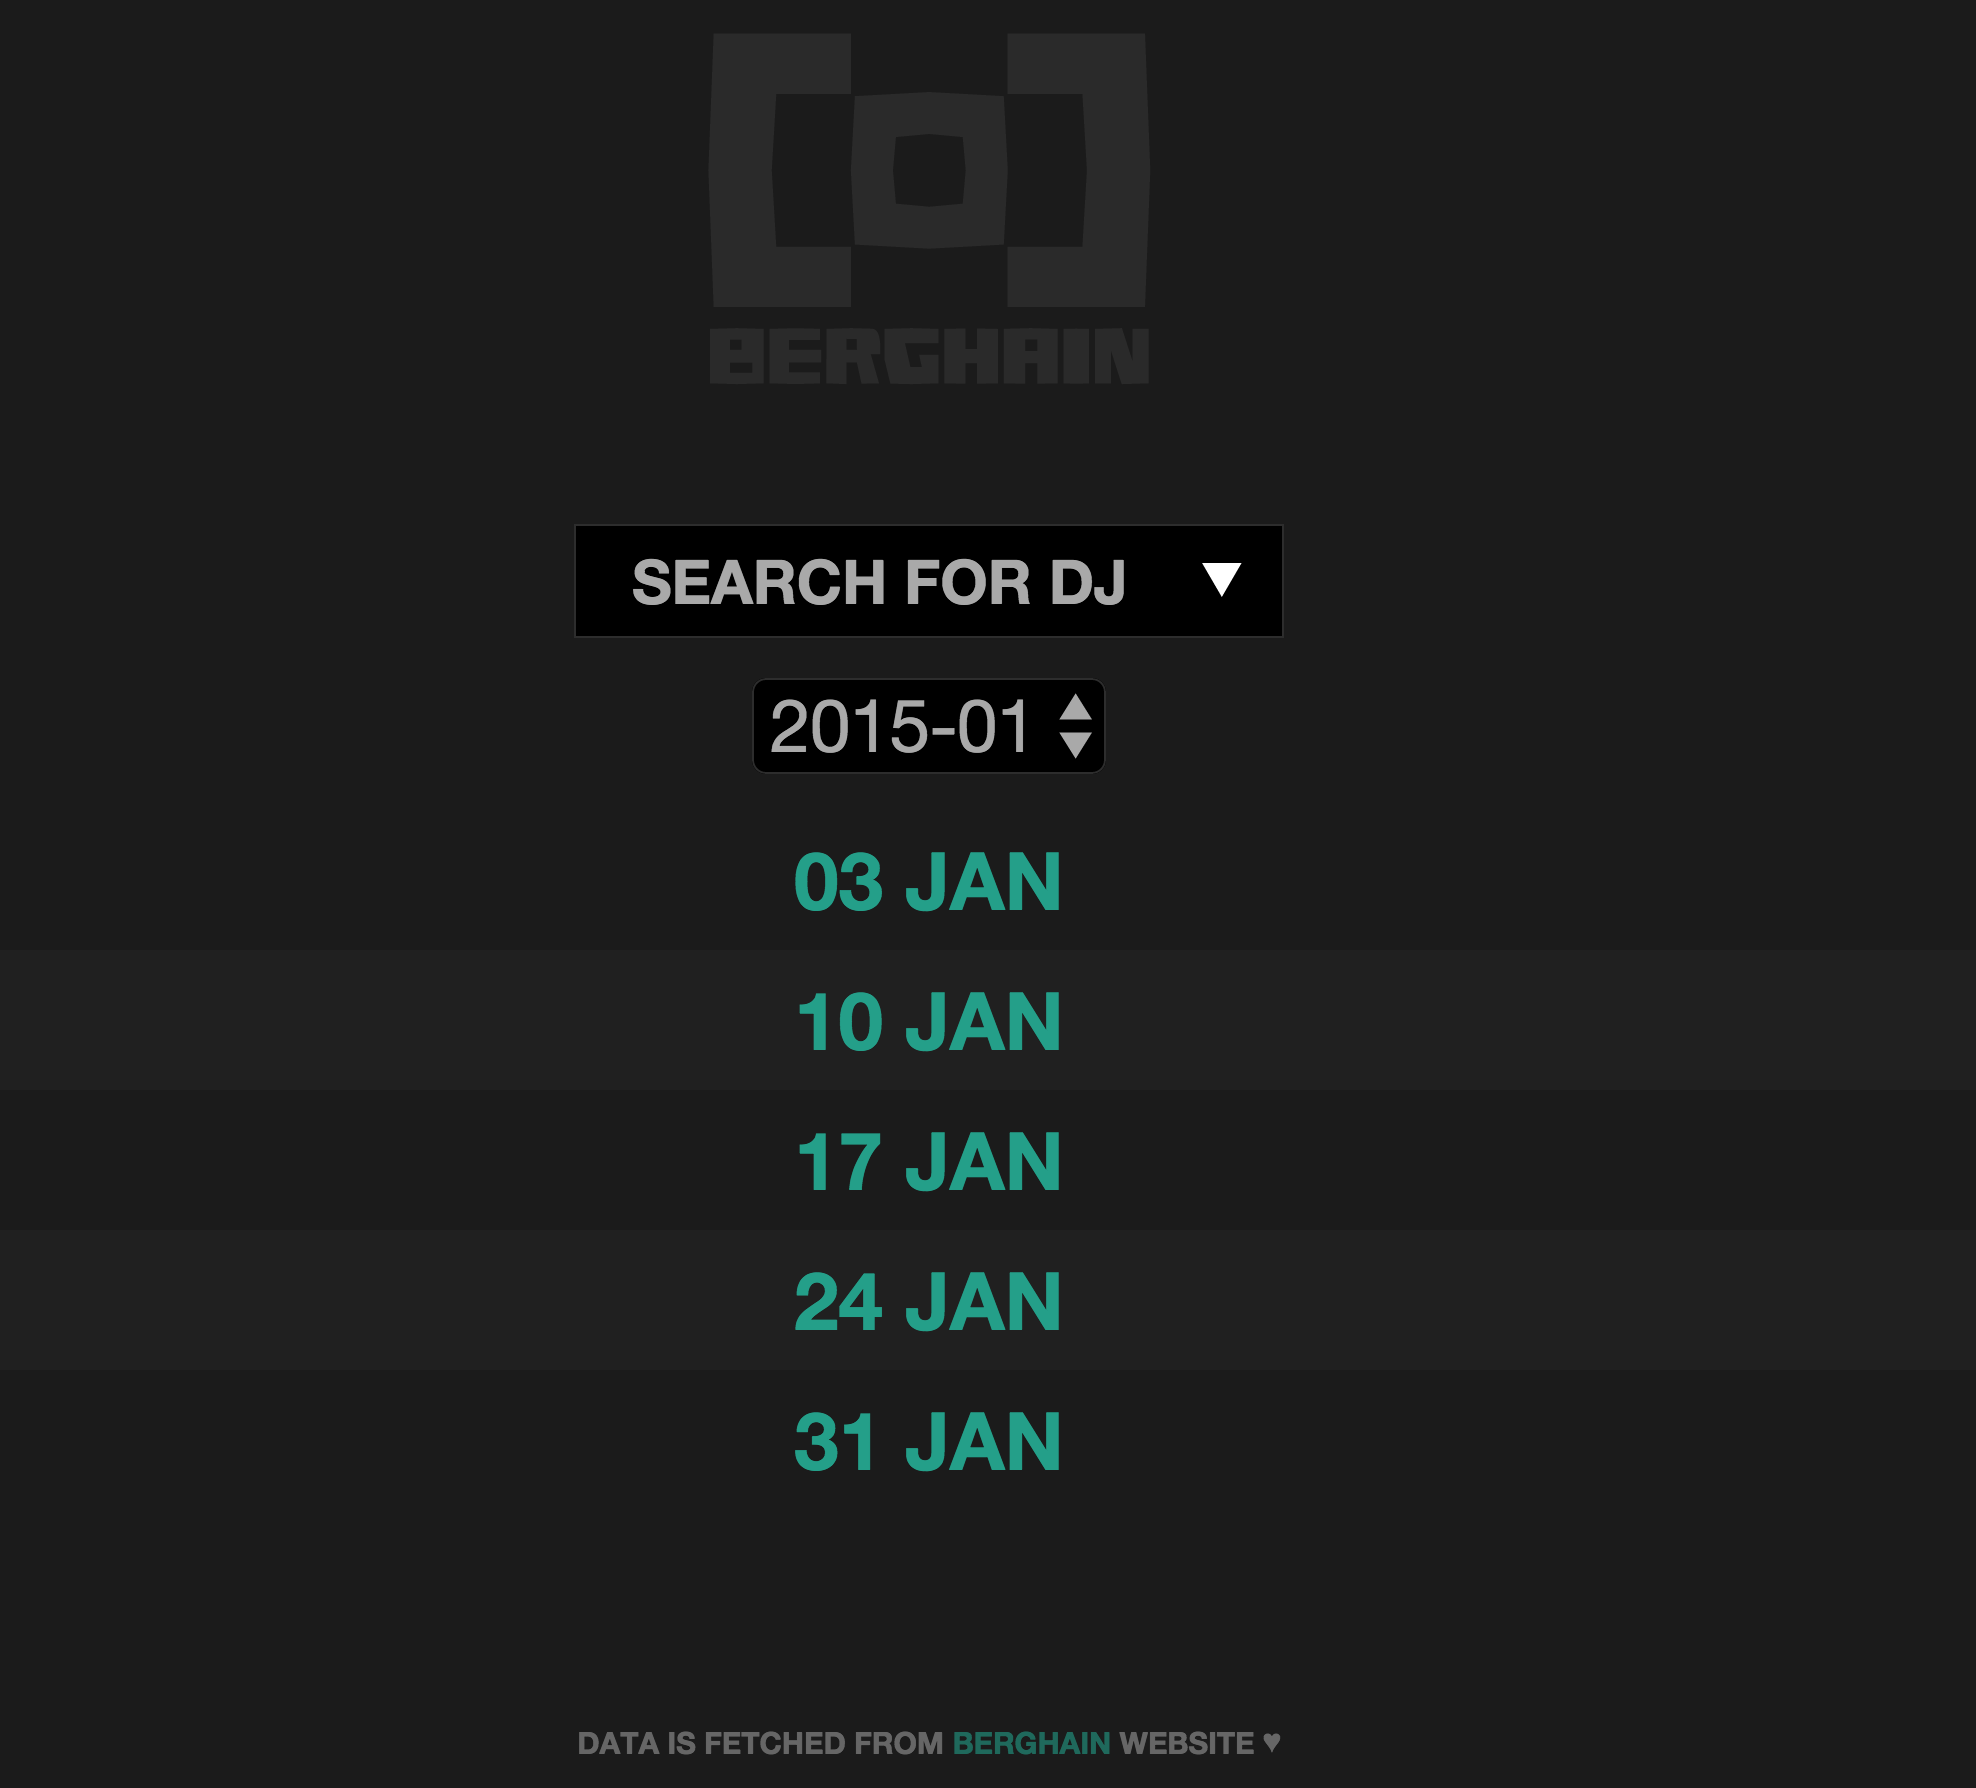 BERGHAIN
SEARCH FOR DJ
2015-01
03 JAN
10 JAN
17 JAN
24 JAN
31 JAN
DATA IS FETCHED FROM BERGHAIN WEBSITE ♥